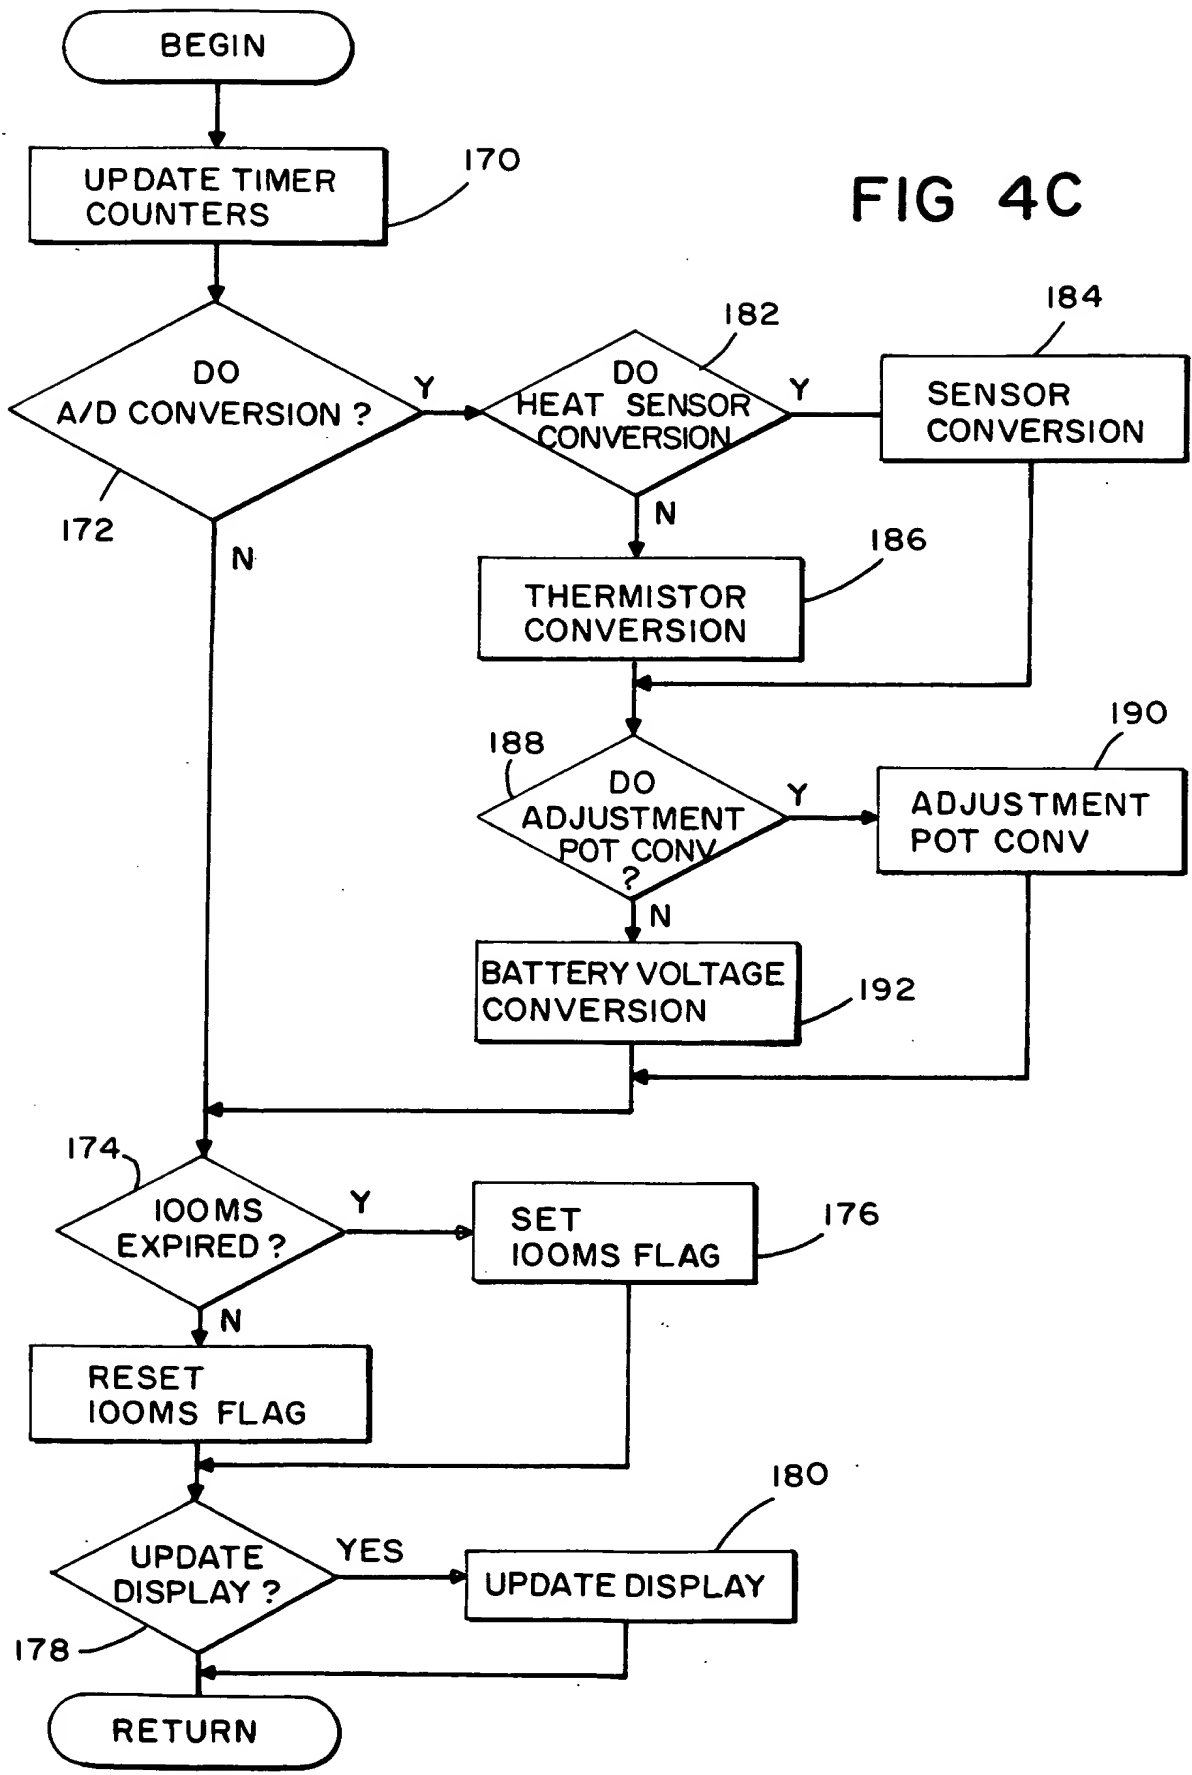 BEGIN
UPDATE TIMER
COUNTERS
170
FIG 4C
DO
A/D CONVERSION ?
172
Y
N
182
DO
HEAT SENSOR
CONVERSION
Y
N
184
SENSOR
CONVERSION
186
THERMISTOR
CONVERSION
188
DO
ADJUSTMENT
POT CONV
?
Y
N
190
ADJUSTMENT
POT CONV
BATTERY VOLTAGE
CONVERSION
192
174
100MS
EXPIRED ?
Y
N
SET
100MS FLAG
176
RESET
100MS FLAG
UPDATE
DISPLAY ?
178
YES
180
UPDATE DISPLAY
RETURN